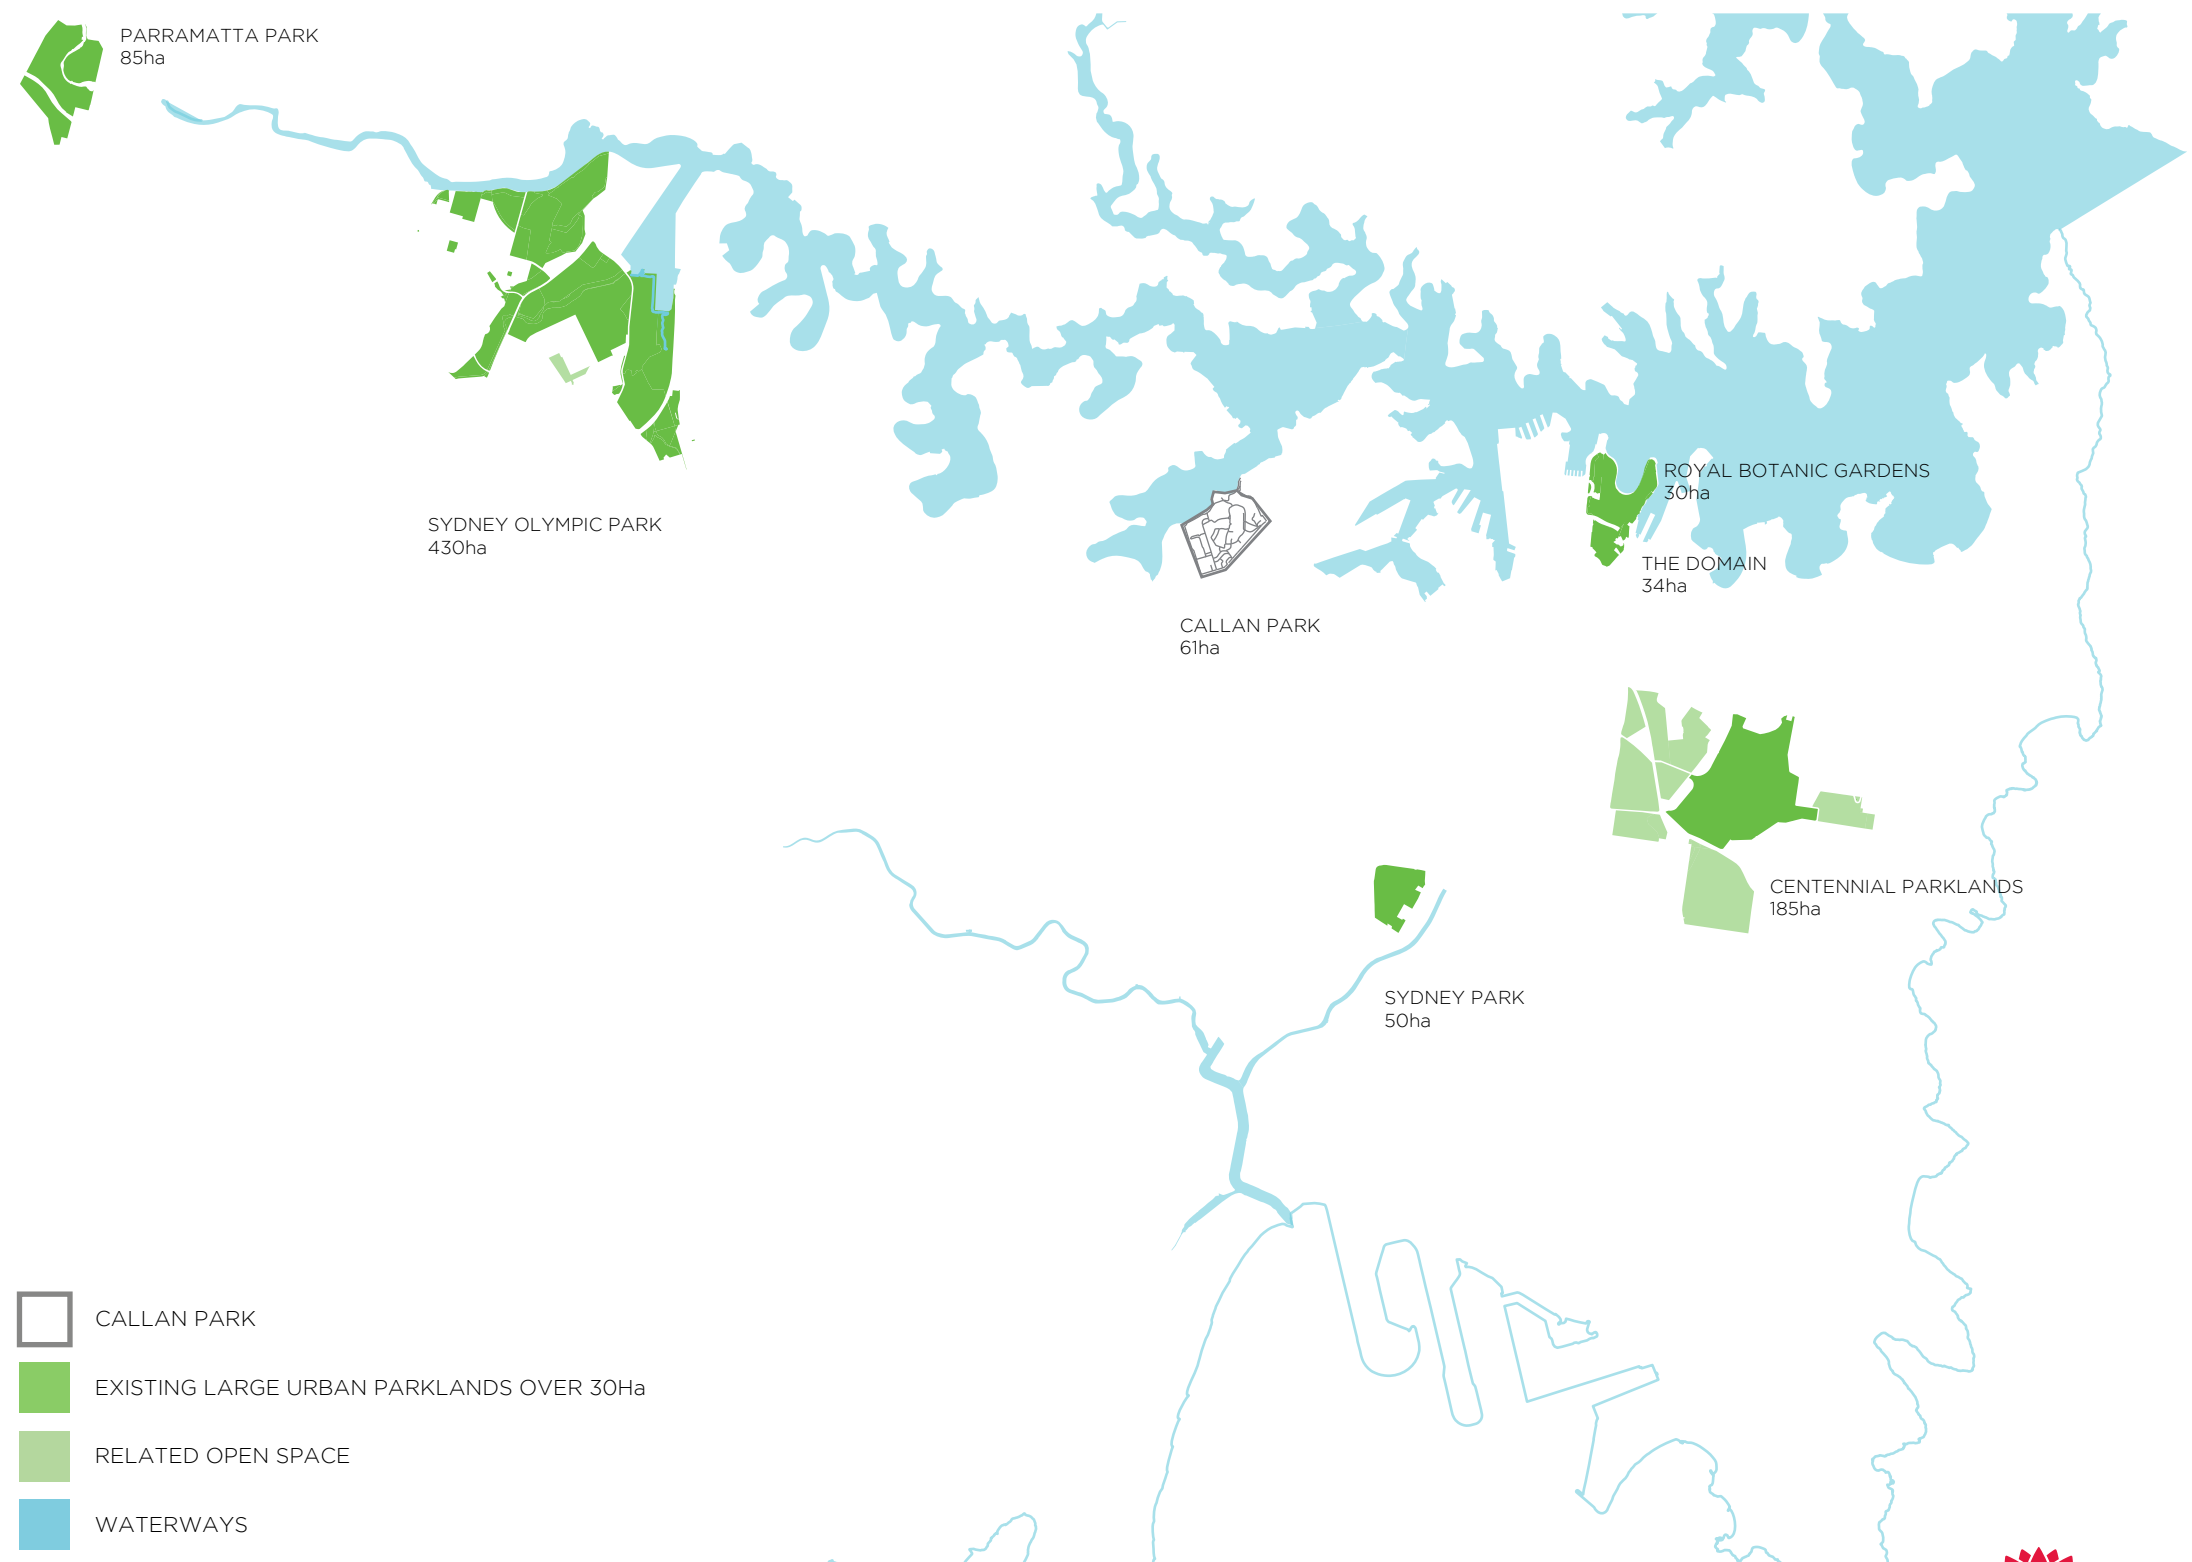 PARRAMATTA PARK
85ha
ROYAL BOTANIC GARDENS
30ha
SYDNEY OLYMPIC PARK
430ha
THE DOMAIN
34ha
CALLAN PARK
61ha
CENTENNIAL PARKLANDS
185ha
SYDNEY PARK
50ha
CALLAN PARK
EXISTING LARGE URBAN PARKLANDS OVER 30Ha
RELATED OPEN SPACE
WATERWAYS